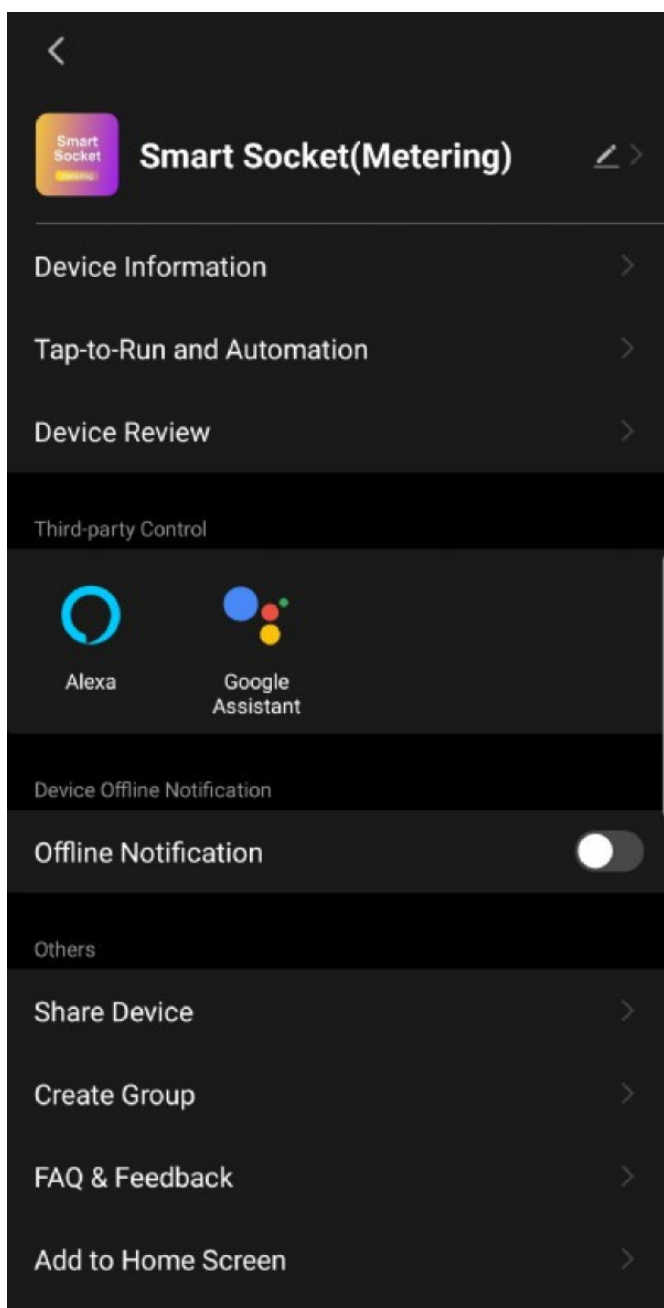 Smart
Socket
Smart Socket(Metering)
Device Information
Tap-to-Run and Automation
Device Review
Third-party Control
Alexa
Google
Assistant
Device Offline Notification
Offline Notification
Others
Share Device
Create Group
FAQ & Feedback
Add to Home Screen